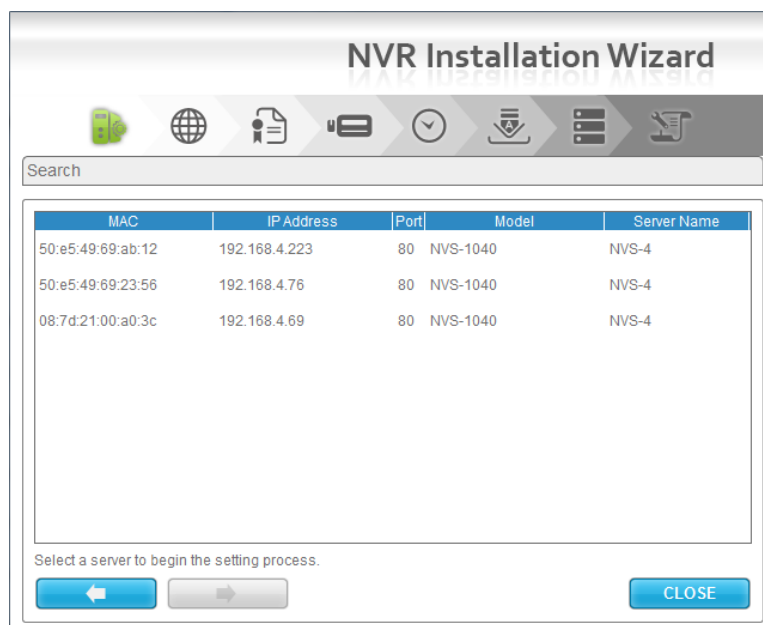 NVR Installation Wizard
Search
MAC IP Address Port Model Server Name
50:e5:49:69:ab:12 192.168.4.223 80 NVS-1040 NVS-4
50:e5:49:69:23:56 192.168.4.76 80 NVS-1040 NVS-4
08:7d:21:00:a0:3c 192.168.4.69 80 NVS-1040 NVS-4
Select a server to begin the setting process.
CLOSE